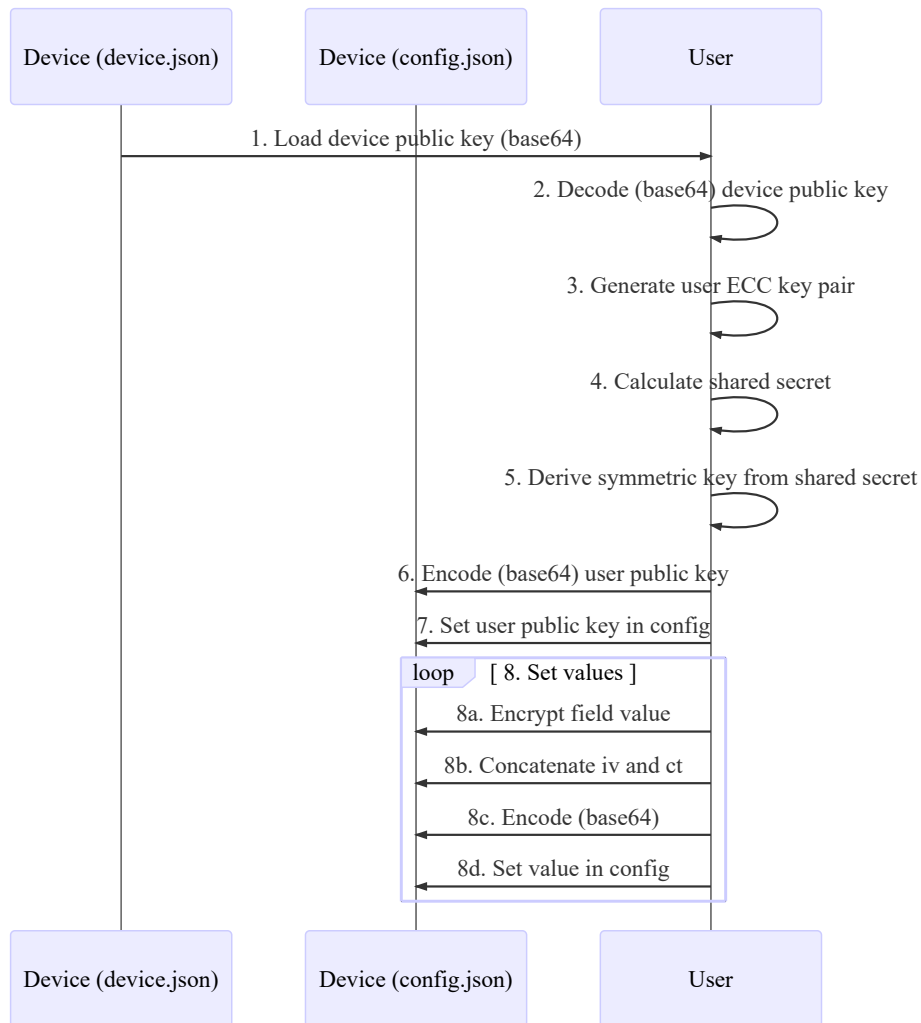 Device (device.json)
Device (config.json)
User
1. Load device public key (base64)
2. Decode (base64) device public key
3. Generate user ECC key pair
4. Calculate shared secret
5. Derive symmetric key from shared secret
6. Encode (base64) user public key
7. Set user public key in config
loop
[ 8. Set values ]
8a. Encrypt field value
8b. Concatenate iv and ct
8c. Encode (base64)
8d. Set value in config
Device (device.json)
Device (config.json)
User